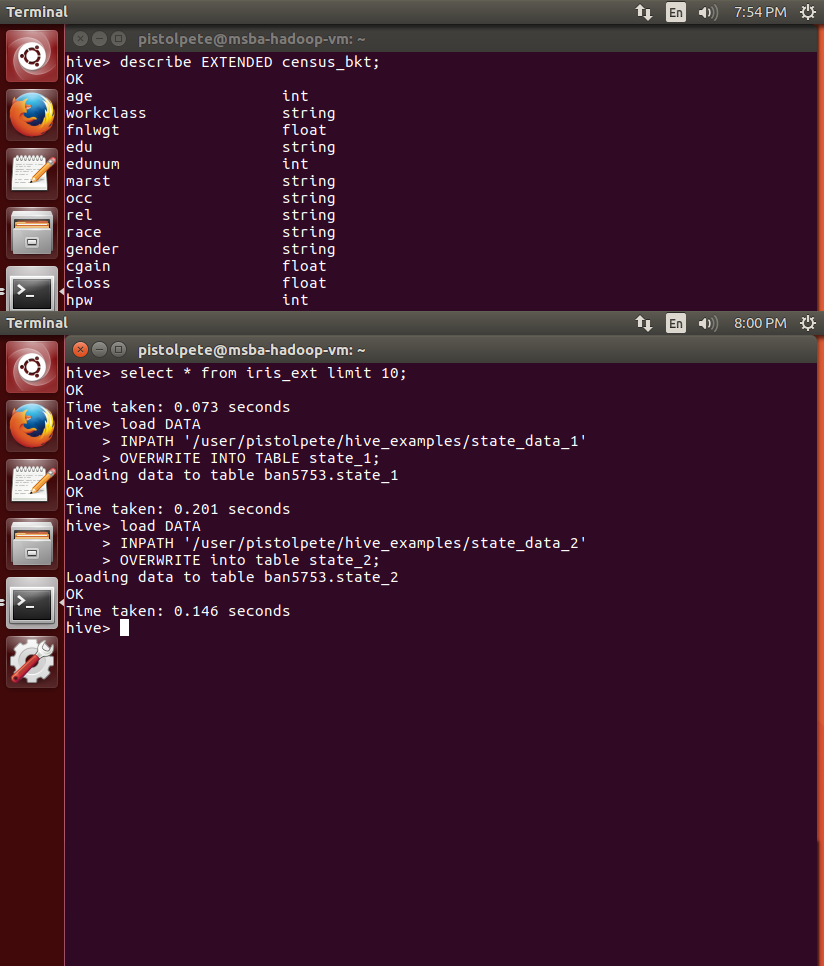 Terminal
En
7:54 PM
pistolpete@msba-hadoop-vm: ~
hive> describe EXTENDED census_bkt;
OK
age                     int
workclass               string
fnlwgt                  float
edu                     string
edunum                  int
marst                   string
occ                     string
rel                     string
race                    string
gender                  string
cgain                   float
closs                   float
hpw                     int
Terminal
En
8:00 PM
pistolpete@msba-hadoop-vm: ~
hive> select * from iris_ext limit 10;
OK
Time taken: 0.073 seconds
hive> load DATA
    > INPATH '/user/pistolpete/hive_examples/state_data_1'
    > OVERWRITE INTO TABLE state_1;
Loading data to table ban5753.state_1
OK
Time taken: 0.201 seconds
hive> load DATA
    > INPATH '/user/pistolpete/hive_examples/state_data_2'
    > OVERWRITE into table state_2;
Loading data to table ban5753.state_2
OK
Time taken: 0.146 seconds
hive>